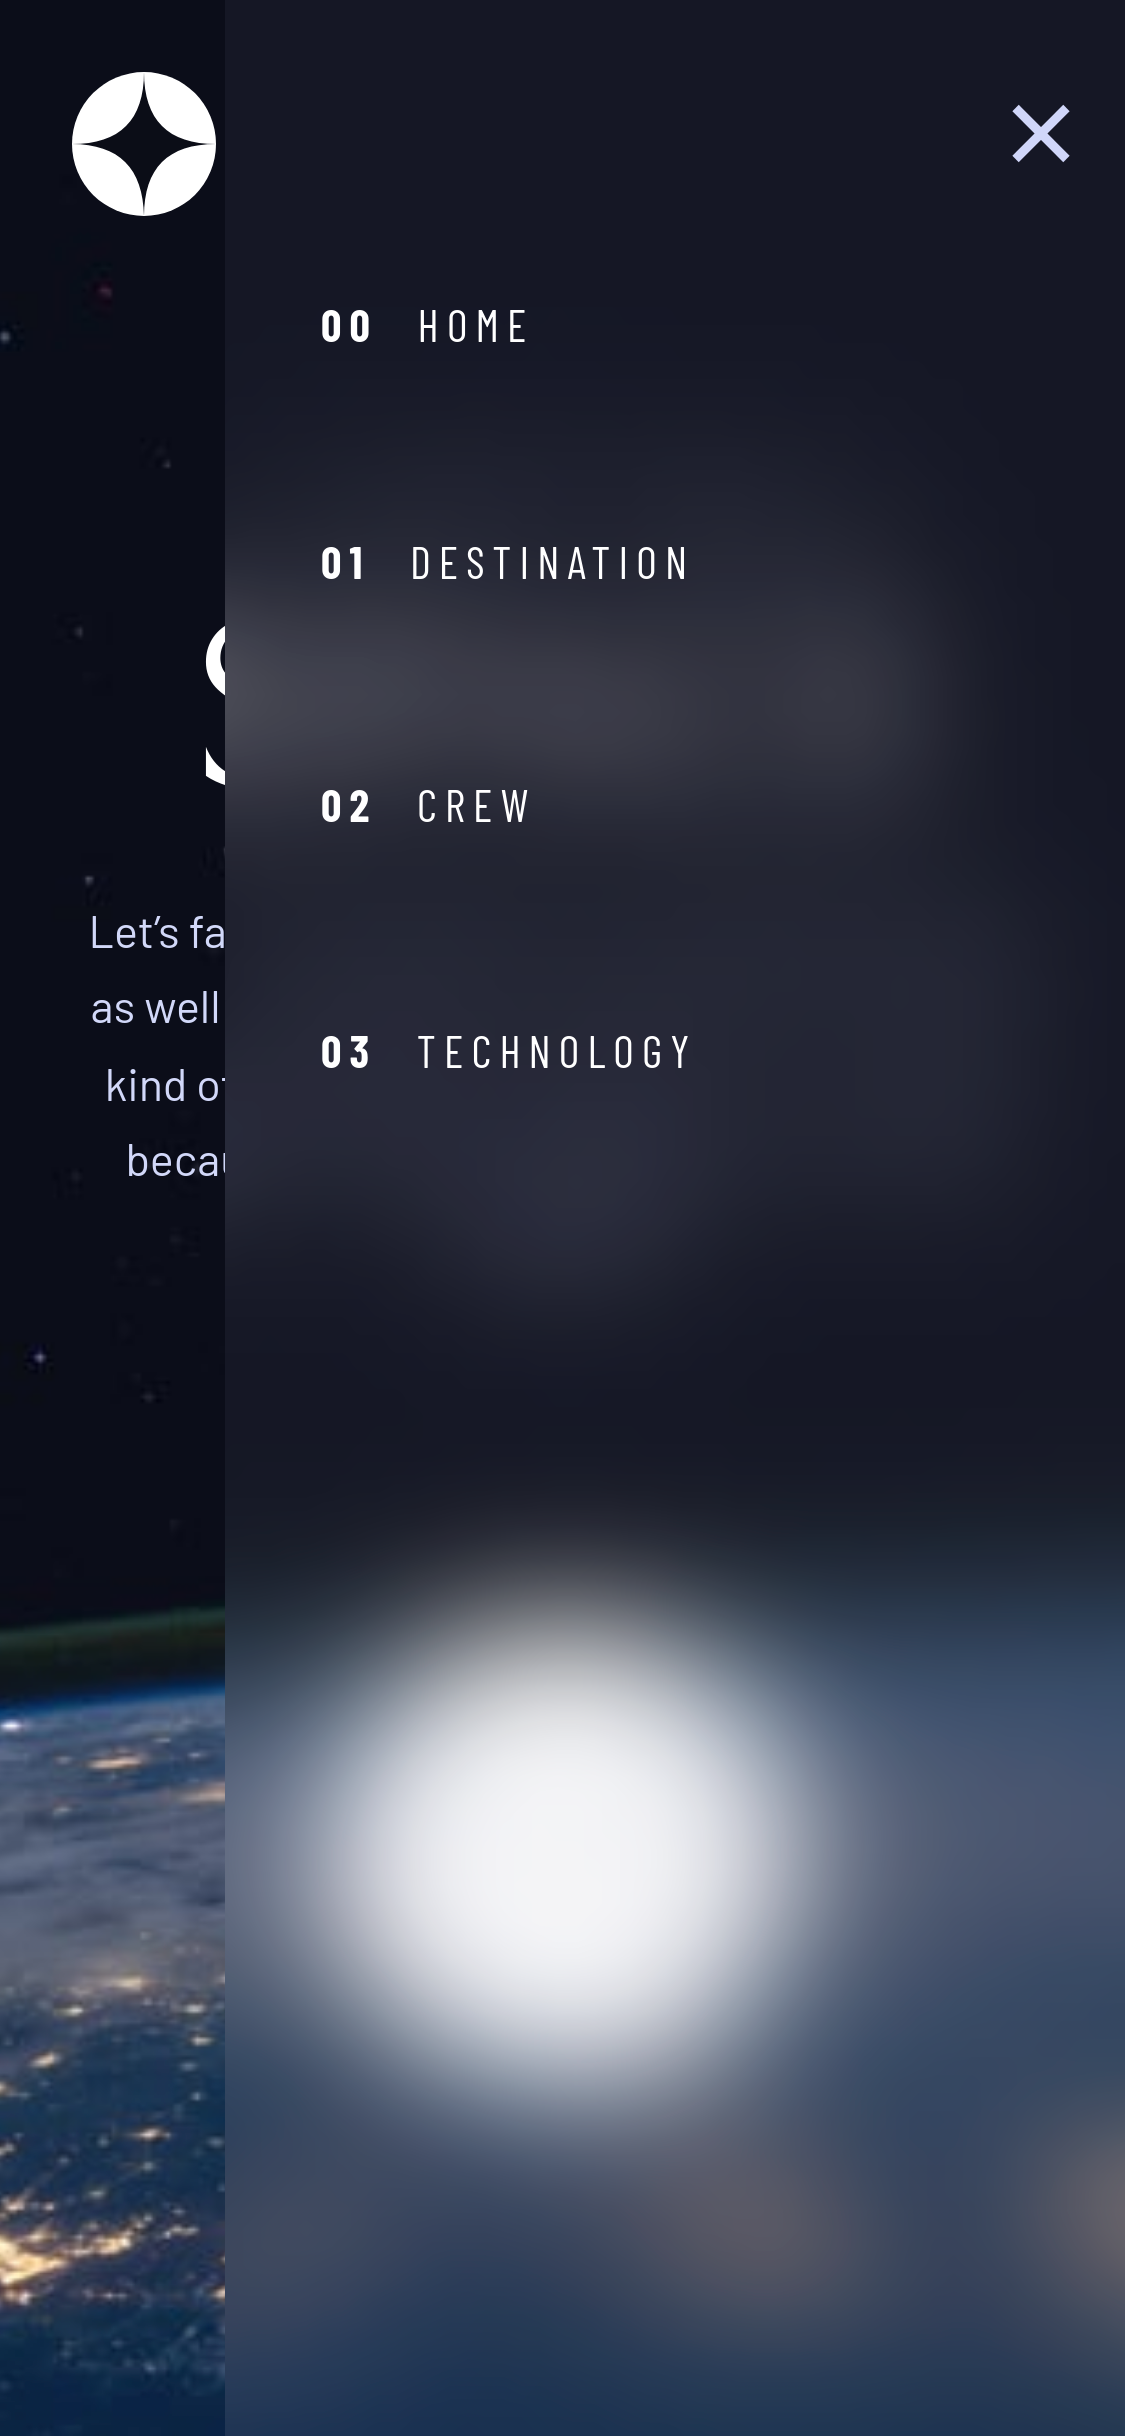 00 HOME
01 DESTINATION
02 CREW
Let’s fa
as well
03 TECHNOLOGY
kind of
becau